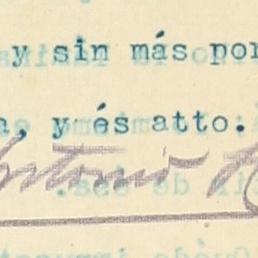 y sin más por
a, y és atto.
Antonio